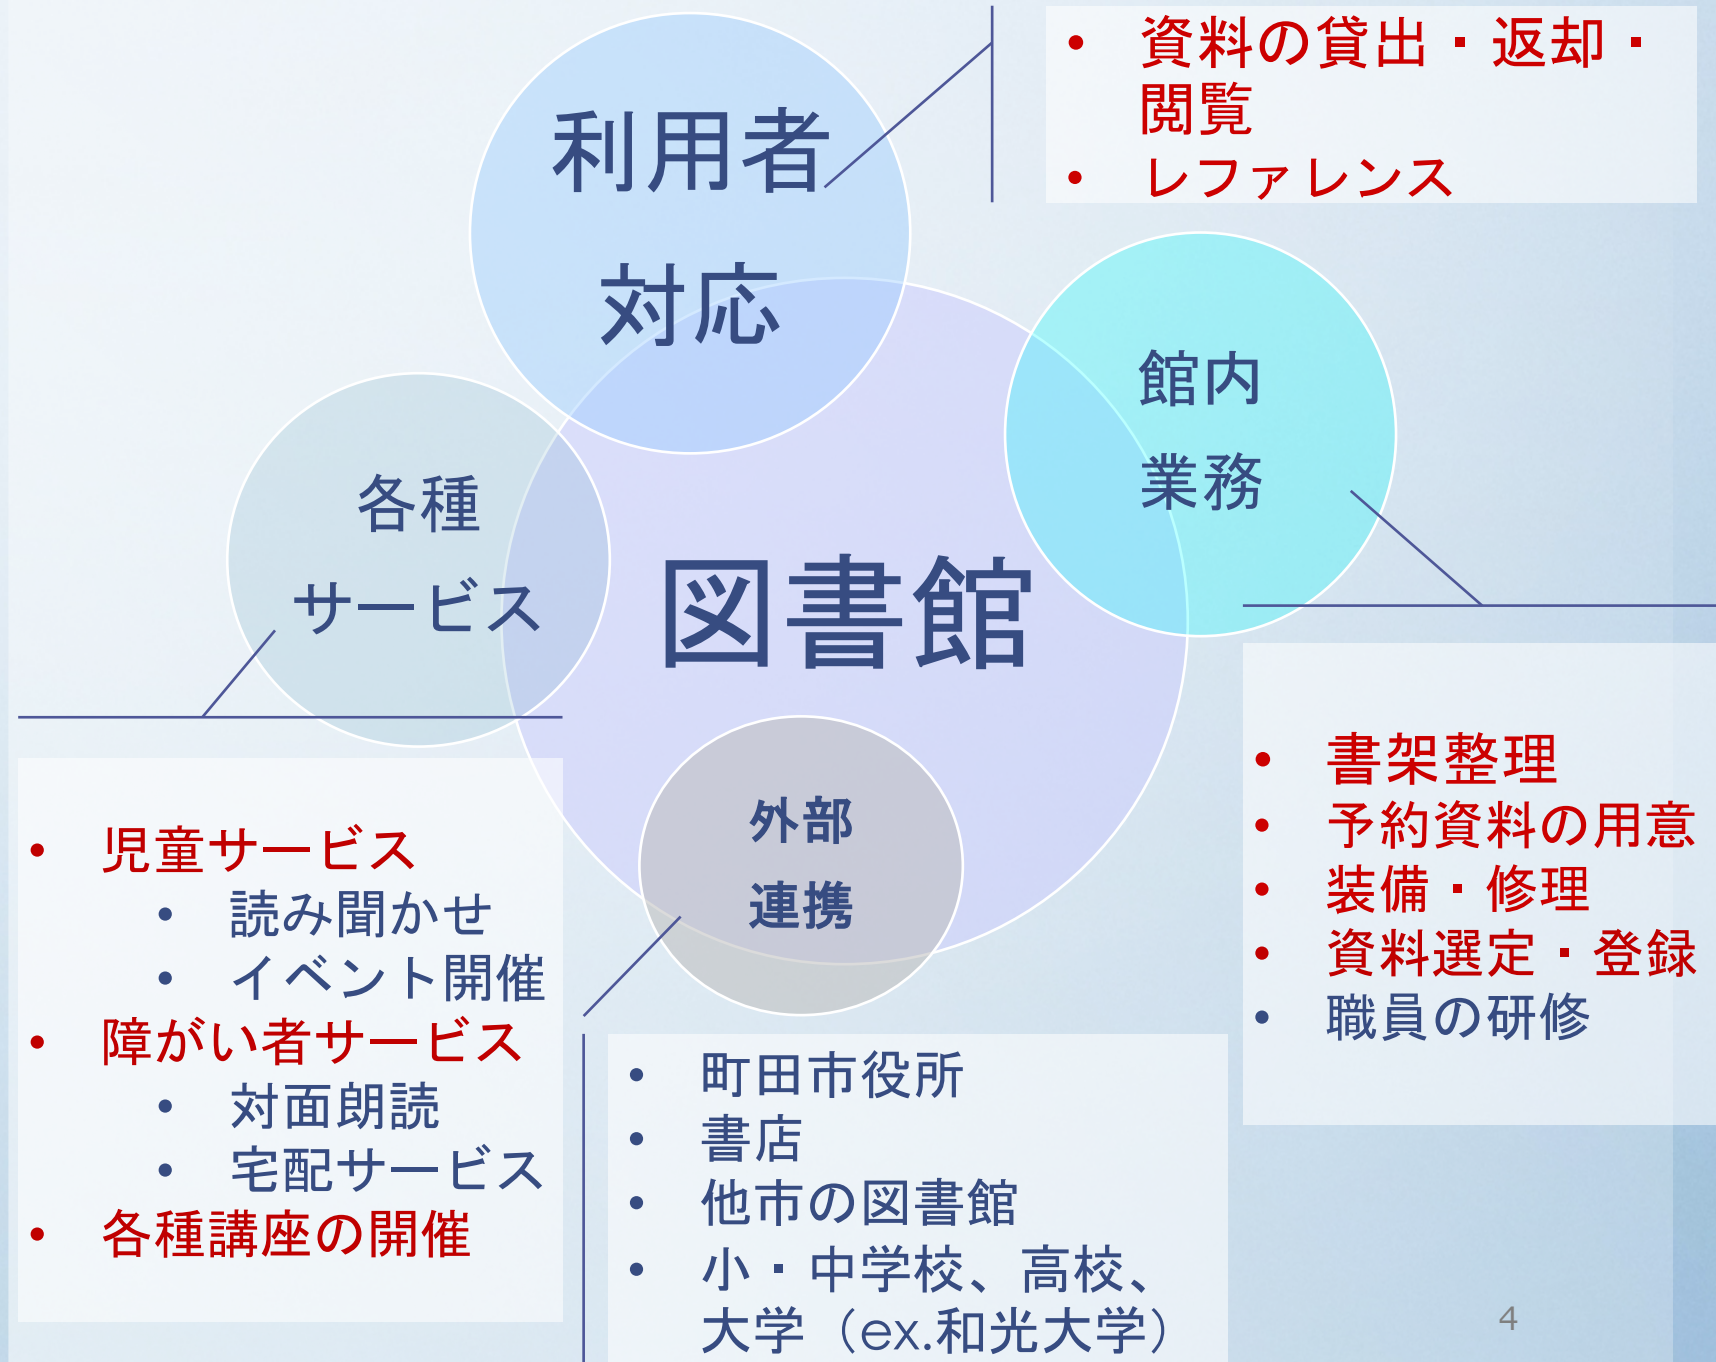 利用者
対応
• 資料の貸出・返却・
閲覧
• レファレンス
館内
業務
• 書架整理
• 予約資料の用意
• 装備・修理
• 資料選定・登録
• 職員の研修
各種
サービス
• 児童サービス
• 読み聞かせ
• イベント開催
• 障がい者サービス
• 対面朗読
• 宅配サービス
• 各種講座の開催
図書館
外部
連携
• 町田市役所
• 書店
• 他市の図書館
• 小・中学校、高校、
大学（ex.和光大学）
4